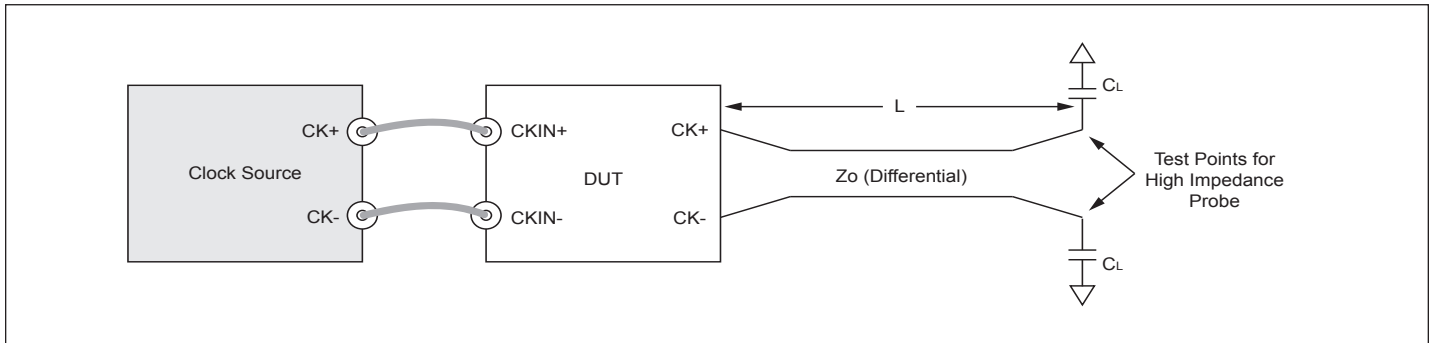 CL
L
CK+
CKIN+
CK+
Clock Source
DUT
Zo (Differential)
Test Points for
High Impedance
Probe
CK-
CKIN-
CK-
CL